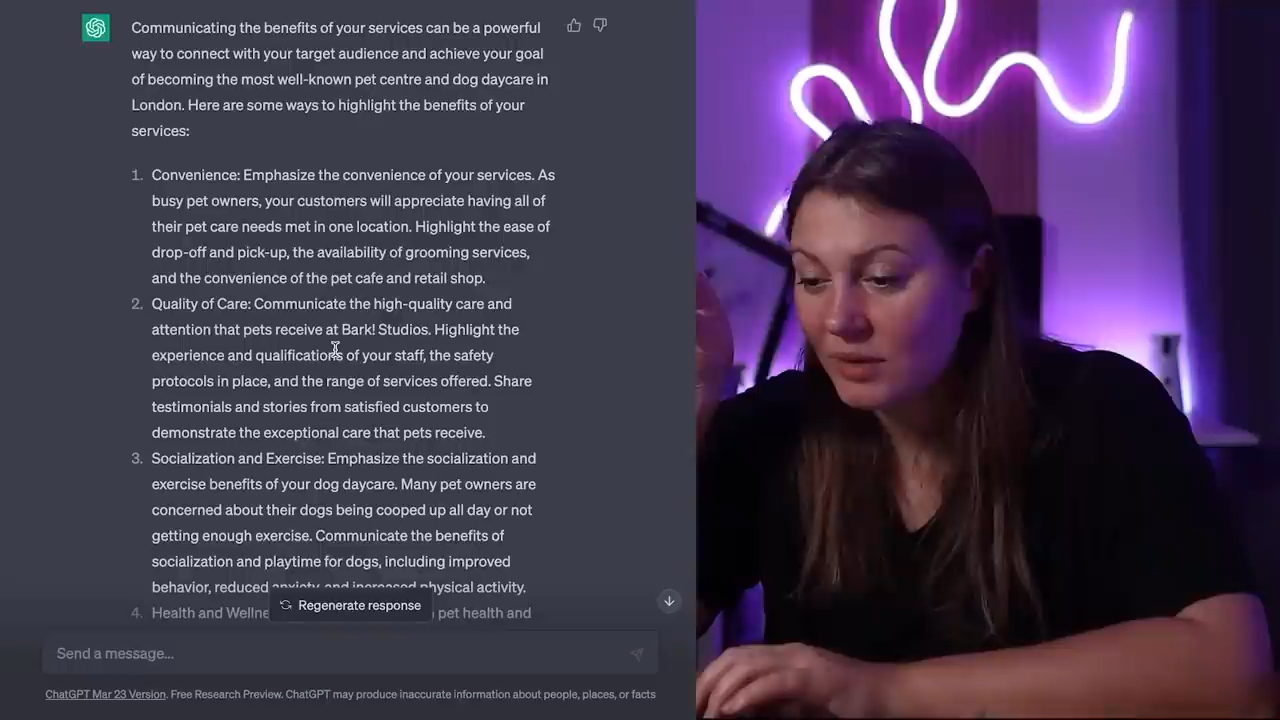 Communicating the benefits of your services can be a powerful
way to connect with your target audience and achieve your goal
of becoming the most well-known pet centre and dog daycare in
London. Here are some ways to highlight the benefits of your
services:
1. Convenience: Emphasize the convenience of your services. As
busy pet owners, your customers will appreciate having all of
their pet care needs met in one location. Highlight the ease of
drop-off and pick-up, the availability of grooming services,
and the convenience of the pet cafe and retail shop.
2. Quality of Care: Communicate the high-quality care and
attention that pets receive at Bark! Studios. Highlight the
experience and qualifications of your staff, the safety
protocols in place, and the range of services offered. Share
testimonials and stories from satisfied customers to
demonstrate the exceptional care that pets receive.
3. Socialization and Exercise: Emphasize the socialization and
exercise benefits of your dog daycare. Many pet owners are
concerned about their dogs being cooped up all day or not
getting enough exercise. Communicate the benefits of
socialization and playtime for dogs, including improved
behavior, reduced anxiety, and increased physical activity.
4. Health and pet health and
Regenerate response
Send a message...
ChatGPT Mar 23 Version. Free Research Preview. ChatGPT may produce inaccurate information about people, places, or facts